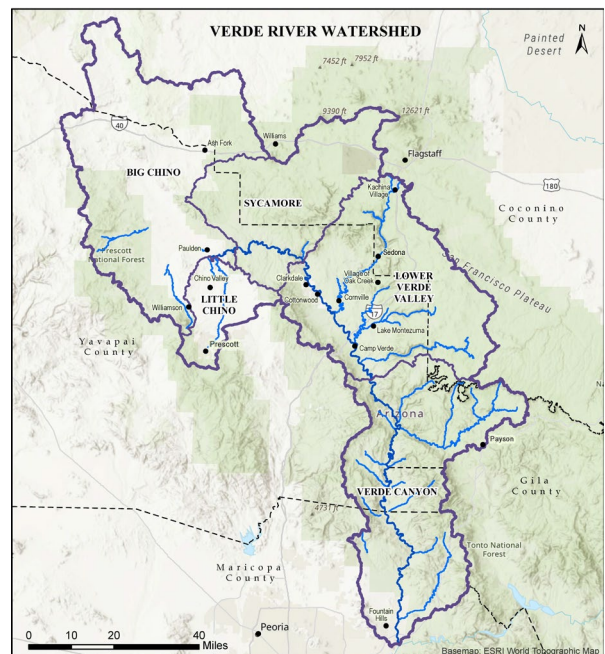 VERDE RIVER WATERSHED
N
Painted
Desert
7452 ft
7952 ft
9390 ft
12621 ft
40
Ash Fork
Williams
Flagstaff
BIG CHINO
180
Coconino
County
Kachina
Village
SYCAMORE
Paulden
Prescott
National Forest
Sedona
San Francisco Plateau
Chino Valley
Clarkdale
Village of
Oak Creek
LOWER
VERDE
VALLEY
LITTLE
CHINO
Williamson
Cottonwood
Cornville
17
Lake Montezuma
Yavapai
County
Prescott
Camp Verde
Arizona
Payson
Gila
County
VERDE CANYON
4731 ft
Tonto National
Forest
Maricopa
County
Fountain
Hills
Peoria
0 10 20 40
Miles
Basemap: ESRI World Topographic Map